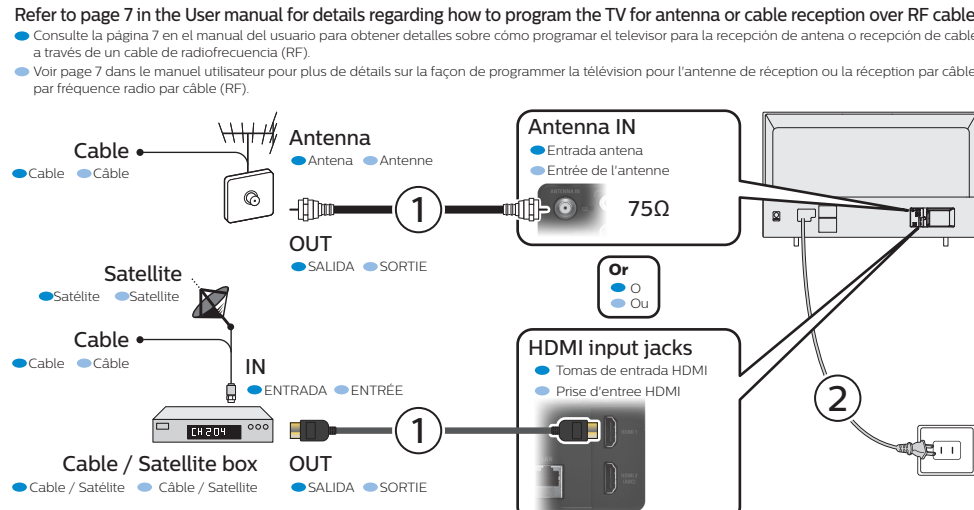 Refer to page 7 in the User manual for details regarding how to program the TV for antenna or cable reception over RF cable
Consulte la página 7 en el manual del usuario para obtener detalles sobre cómo programar el televisor para la recepción de antena o recepción de cable
a través de un cable de radiofrecuencia (RF).
Voir page 7 dans le manuel utilisateur pour plus de détails sur la façon de programmer la télévision pour l'antenne de réception ou la réception par câble
par fréquence radio par câble (RF).
Cable
Cable Câble
Antenna
Antena Antenne
Antenna IN
Entrada antena
Entrée de l'antenne
ANTENNA IN
75Ω
1
OUT
SALIDA SORTIE
Or
O
Ou
Satellite
Satélite Satellite
Cable
Cable Câble
IN
ENTRADA ENTRÉE
HDMI input jacks
Tomas de entrada HDMI
Prise d'entree HDMI
HDMI 1
2
CH204
1
Cable / Satellite box
Cable / Satélite Câble / Satellite
OUT
SALIDA SORTIE